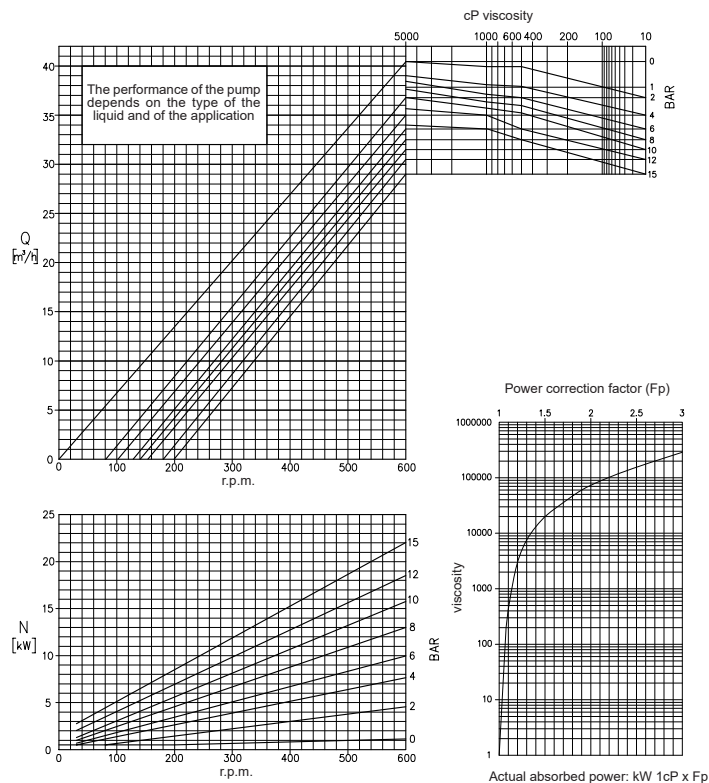 cP viscosity
5000 1000 600 400 200 100 10
0
1
2
4
6
8
10
12
15
BAR
The performance of the pump
depends on the type of the
liquid and of the application
40
35
30
25
20
15
10
5
0
Q
[m³/h]
0 100 200 300 400 500 600
r.p.m.
25
20
15
10
5
0
N
[kW]
15
12
10
8
6
4
2
0
BAR
0 100 200 300 400 500 600
r.p.m.
Power correction factor (Fp)
1 1.5 2 2.5 3
1000000
100000
10000
1000
100
10
1
viscosity
Actual absorbed power: kW 1cP x Fp